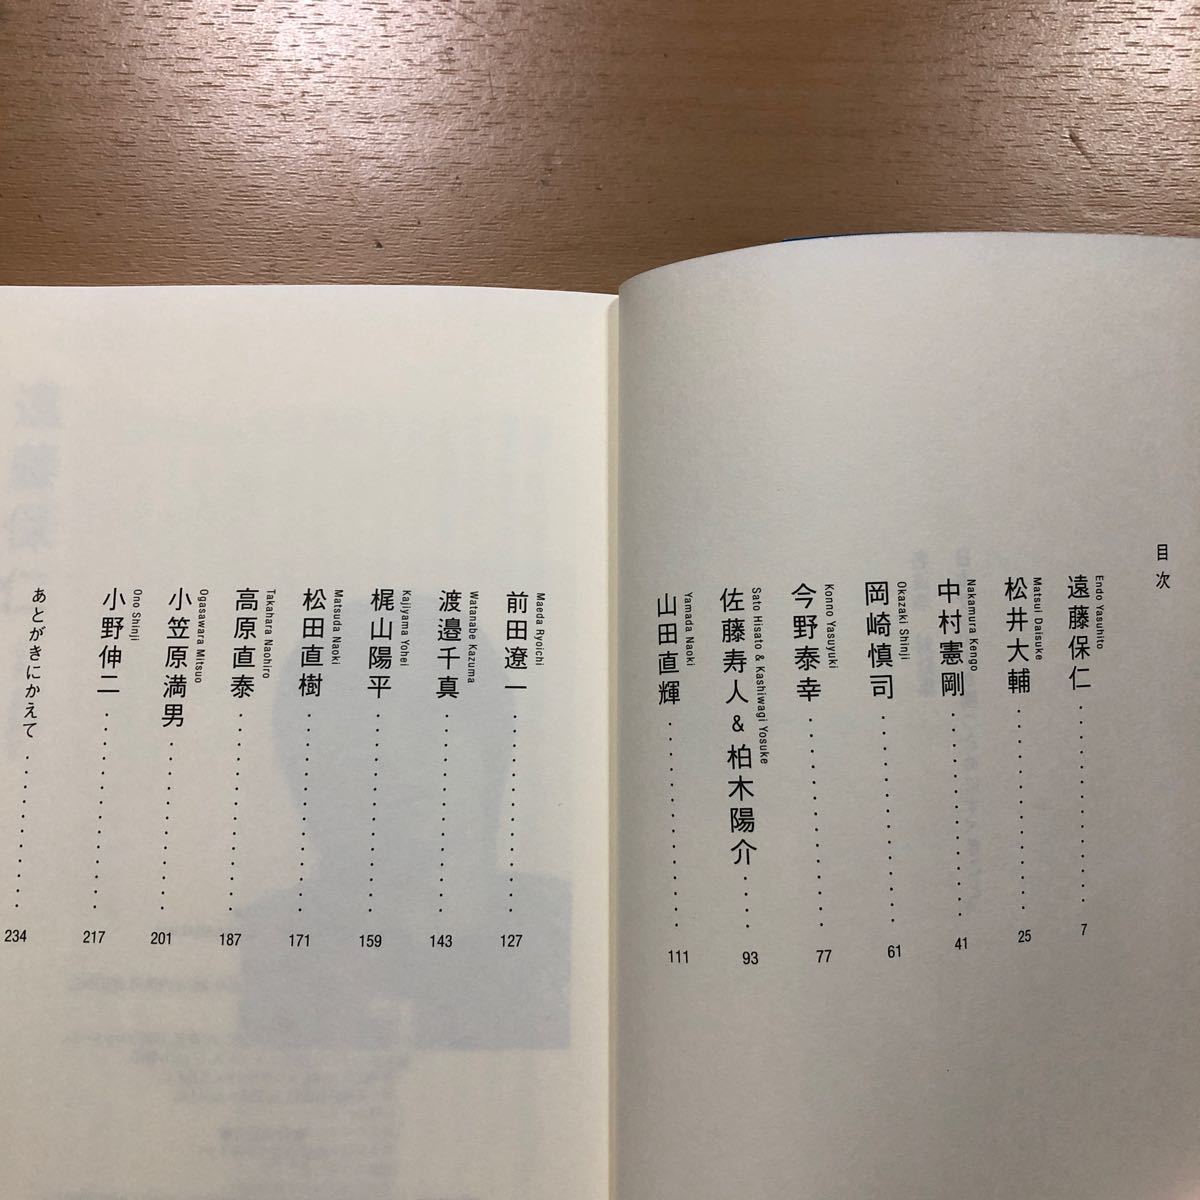 目次
遠藤保仁 Endo Yasuhito ・・・・・・・・・・・・・・ 7
松井大輔 Matsui Daisuke ・・・・・・・・・・・・・・ 25
中村憲剛 Nakamura Kengo ・・・・・・・・・・・・・・ 41
岡崎慎司 Okazaki Shinji ・・・・・・・・・・・・・・ 61
今野泰幸 Konno Yasuyuki ・・・・・・・・・・・・・・ 77
佐藤寿人 & 柏木陽介 Sato Hisato & Kashiwagi Yosuke ・・・・ 93
山田直輝 Yamada Naoki ・・・・・・・・・・・・・・ 111
前田遼一 Maeda Ryoichi ・・・・・・・・・・・・・・ 127
渡邉千真 Watanabe Kazuma ・・・・・・・・・・・・・・ 143
梶山陽平 Kajiyama Yohei ・・・・・・・・・・・・・・ 159
松田直樹 Matsuda Naoki ・・・・・・・・・・・・・・ 171
高原直泰 Takahara Naohiro ・・・・・・・・・・・・・・ 187
小笠原満男 Ogasawara Mitsuo ・・・・・・・・・・・・ 201
小野伸二 Ono Shinji ・・・・・・・・・・・・・・ 217
あとがきにかえて ・・・・・・・・・・・・ 234